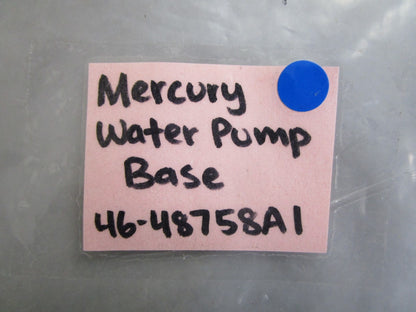 Mercury
Water Pump
Base
46-48758A1